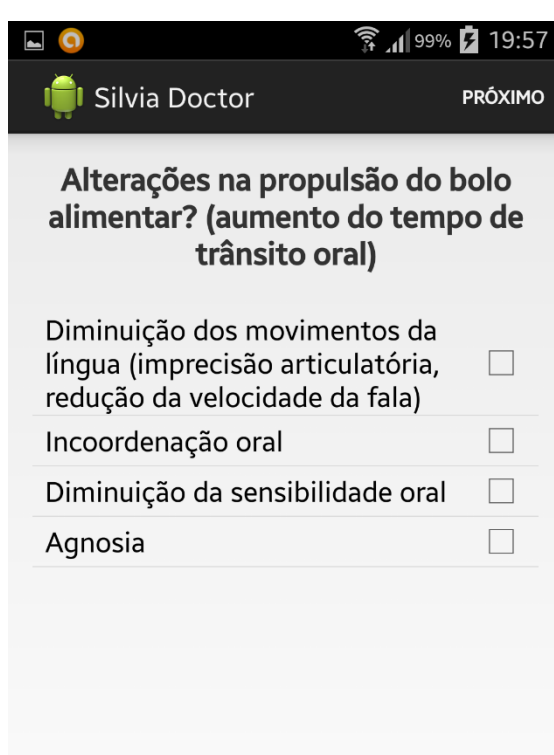 99% 19:57
Silvia Doctor PRÓXIMO
Alterações na propulsão do bolo
alimentar? (aumento do tempo de
trânsito oral)
Diminuição dos movimentos da
língua (imprecisão articulatória,
redução da velocidade da fala)
Incoordenação oral
Diminuição da sensibilidade oral
Agnosia